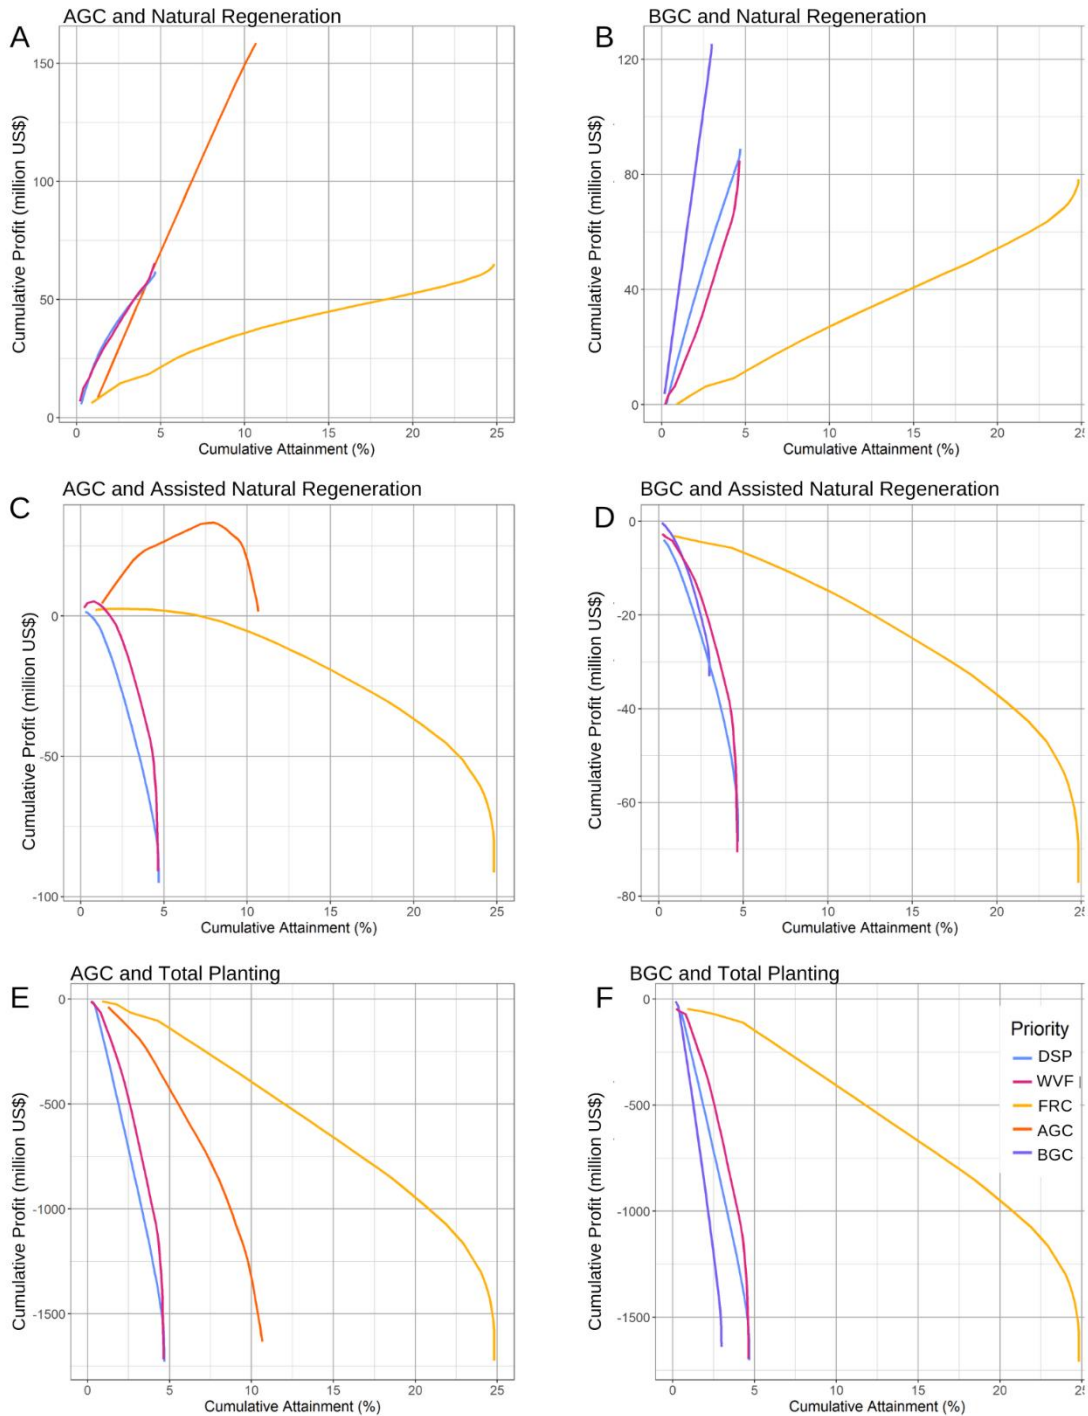 AGC and Natural Regeneration
A
Cumulative Profit (million US$)
150
100
50
0
0 5 10 15 20 25
Cumulative Attainment (%)
BGC and Natural Regeneration
B
Cumulative Profit (million US$)
120
80
40
0
0 5 10 15 20 25
Cumulative Attainment (%)
AGC and Assisted Natural Regeneration
C
Cumulative Profit (million US$)
0
-50
-100
0 5 10 15 20 25
Cumulative Attainment (%)
BGC and Assisted Natural Regeneration
D
Cumulative Profit (million US$)
0
-20
-40
-60
-80
0 5 10 15 20 25
Cumulative Attainment (%)
AGC and Total Planting
E
Cumulative Profit (million US$)
0
-500
-1000
-1500
0 5 10 15 20 25
Cumulative Attainment (%)
BGC and Total Planting
F
Cumulative Profit (million US$)
0
-500
-1000
-1500
0 5 10 15 20 25
Cumulative Attainment (%)
Priority
DSP
WVF
FRC
AGC
BGC